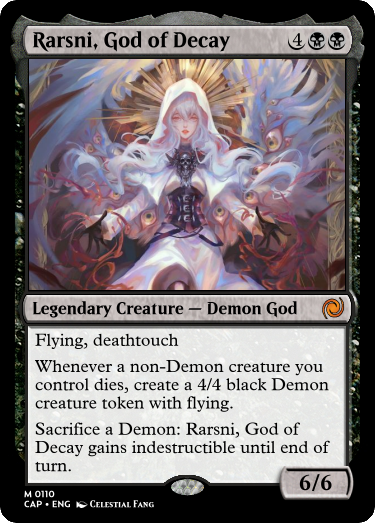 Rarsni, God of Decay 4
Legendary Creature — Demon God
Flying, deathtouch
Whenever a non-Demon creature you
control dies, create a 4/4 black Demon
creature token with flying.
Sacrifice a Demon: Rarsni, God of
Decay gains indestructible until end of
turn.
6/6
M 0110
CAP • ENG Celestial Fang